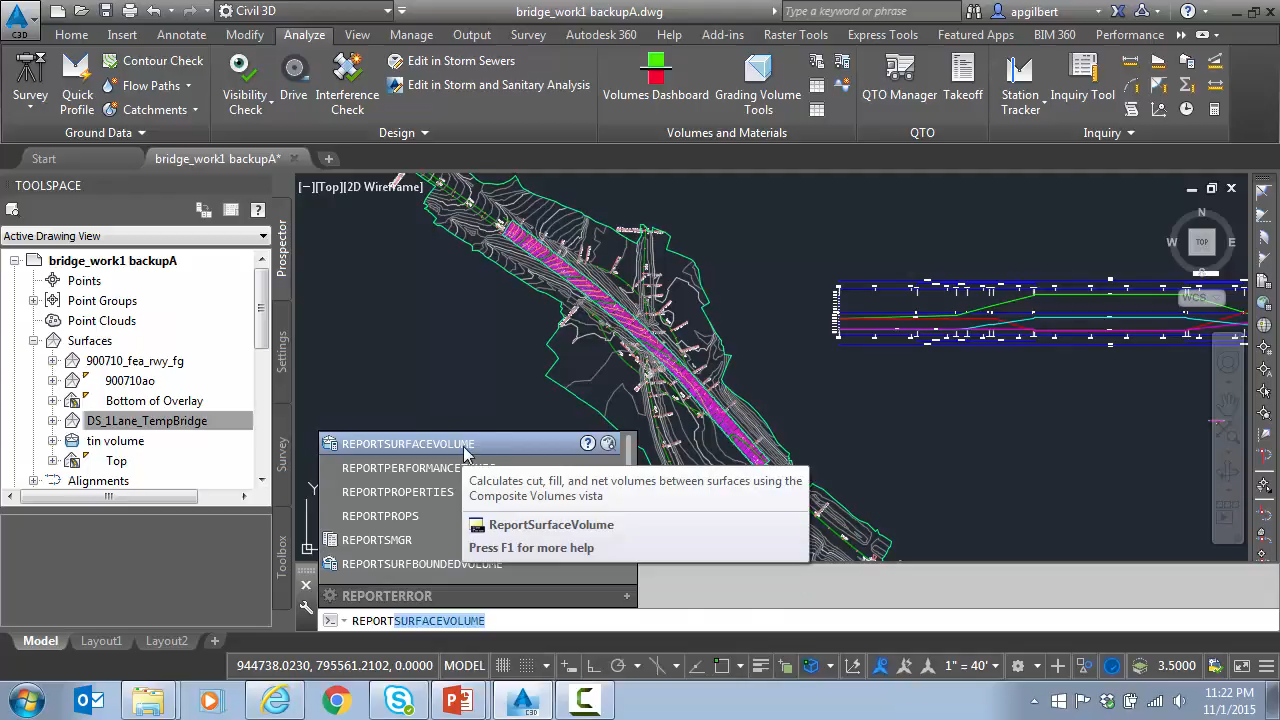 Civil 3D
bridge_work1 backupA.dwg
Type a keyword or phrase
apgilbert
C3D
Home
Insert
Annotate
Modify
Analyze
View
Manage
Output
Survey
Autodesk 360
Help
Add-ins
Raster Tools
Express Tools
Featured Apps
BIM 360
Performance
Survey
Quick Profile
Contour Check
Flow Paths
Catchments
Ground Data
Visibility Check
Drive
Interference Check
Edit in Storm Sewers
Edit in Storm and Sanitary Analysis
Design
Volumes Dashboard
Grading Volume Tools
Volumes and Materials
QTO Manager
Takeoff
QTO
Station Tracker
Inquiry Tool
Inquiry
Start
bridge_work1 backupA*
TOOLSPACE
Active Drawing View
bridge_work1 backupA
Points
Point Groups
Point Clouds
Surfaces
900710_fea_rwy_fg
900710ao
Bottom of Overlay
DS_1Lane_TempBridge
tin volume
Top
Alignments
Prospector
Settings
Survey
Toolbox
[−][Top][2D Wireframe]
N
W
TOP
E
WCS
Y
REPORTSURFACEVOLUME
REPORTPERFORMANCE
REPORTPROPERTIES
REPORTPROPS
REPORTSMGR
REPORTSURFBOUNDEDVOLUME
REPORTERROR
Calculates cut, fill, and net volumes between surfaces using the
Composite Volumes vista
ReportSurfaceVolume
Press F1 for more help
REPORTSURFACEVOLUME
Model
Layout1
Layout2
944738.0230, 795561.2102, 0.0000
MODEL
1" = 40'
3.5000
11:22 PM
11/1/2015